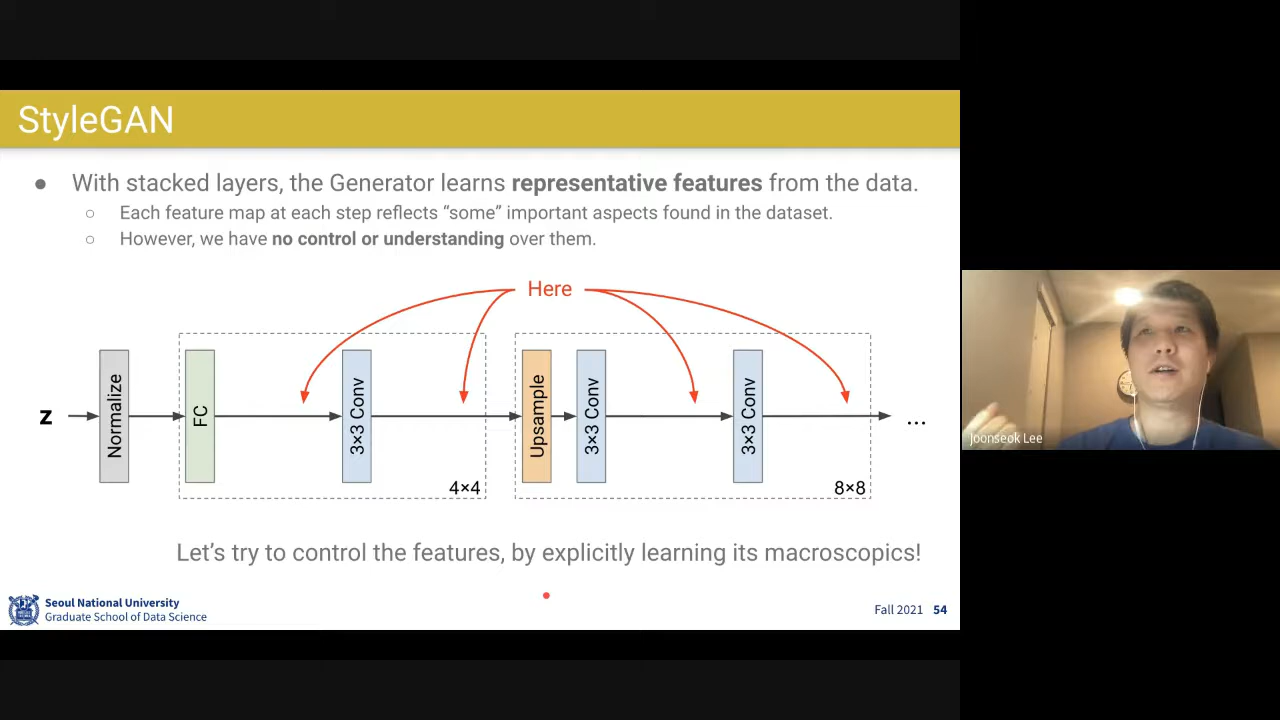 StyleGAN
● With stacked layers, the Generator learns representative features from the data.
○ Each feature map at each step reflects “some” important aspects found in the dataset.
○ However, we have no control or understanding over them.
Here
z
Normalize
FC
3×3 Conv
4×4
Upsample
3×3 Conv
3×3 Conv
8×8
...
Let’s try to control the features, by explicitly learning its macroscopics!
Seoul National University
Graduate School of Data Science
Fall 2021 54
Joonseok Lee